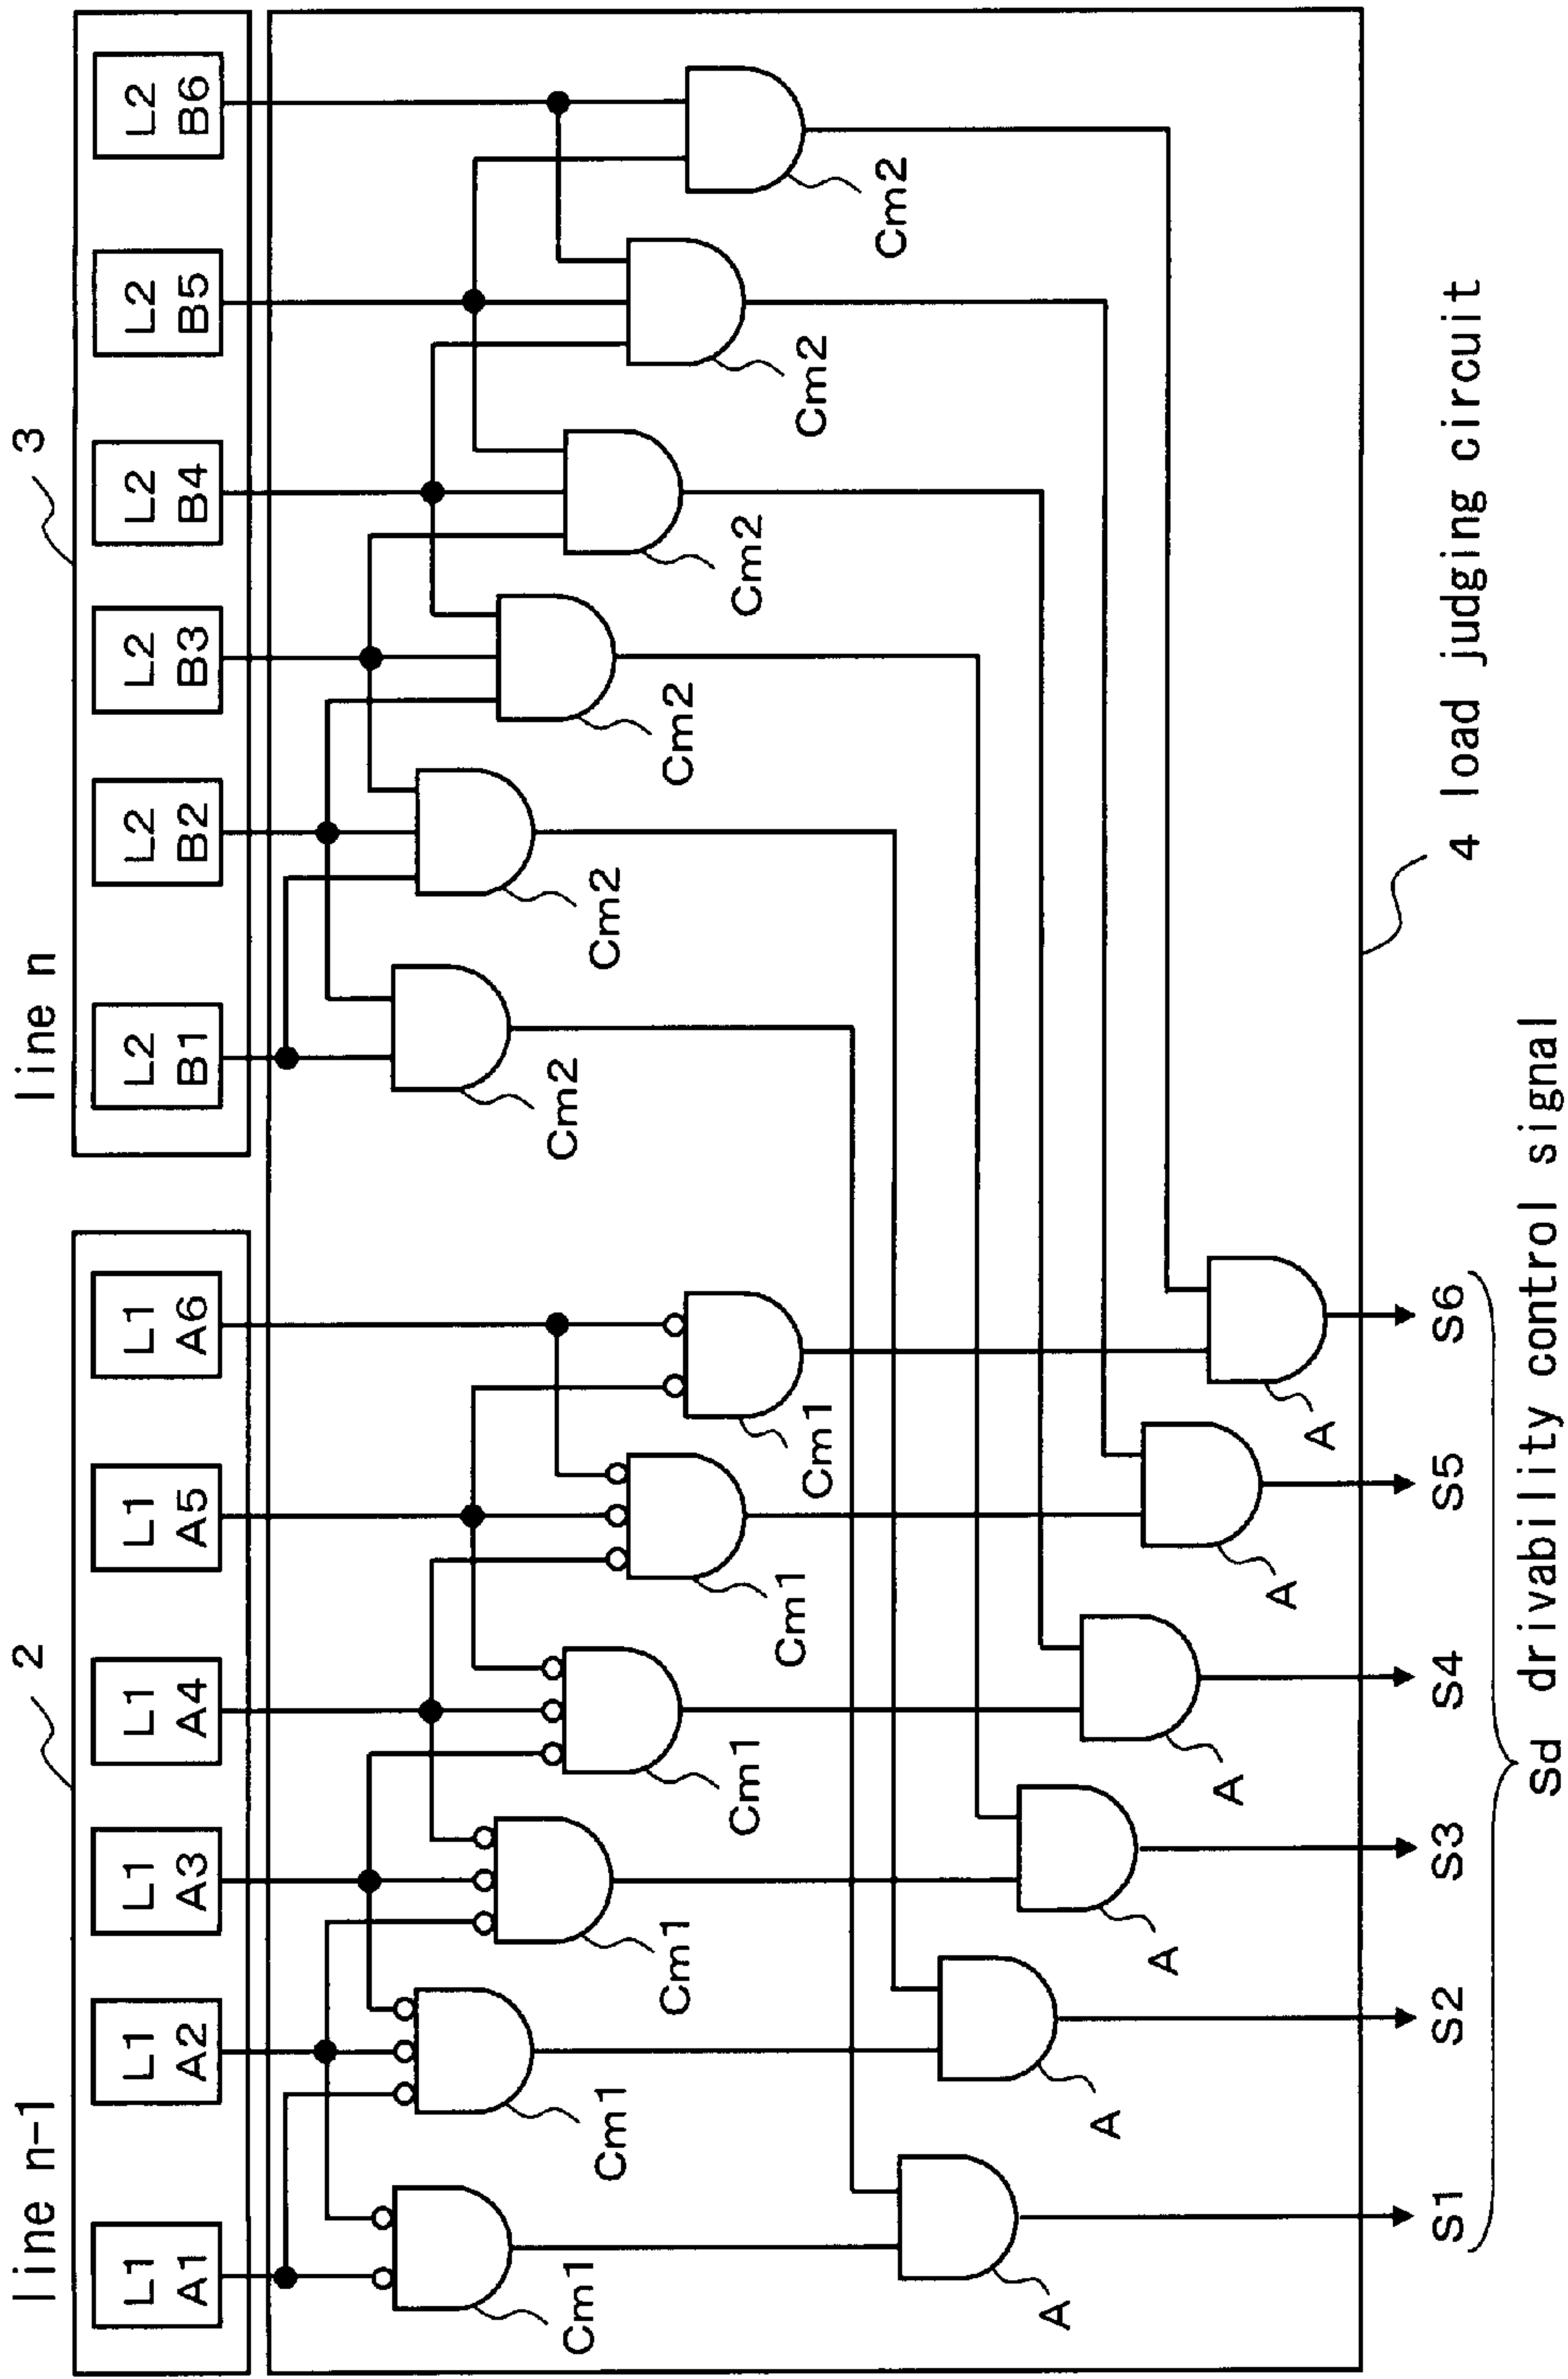 line n-1
2
line n
3
L1
A1
L1
A2
L1
A3
L1
A4
L1
A5
L1
A6
L2
B1
L2
B2
L2
B3
L2
B4
L2
B5
L2
B6
Cm1
Cm1
Cm1
Cm1
Cm1
Cm1
Cm2
Cm2
Cm2
Cm2
Cm2
Cm2
A
A
A
A
A
A
S1
S2
S3
S4
S5
S6
4 load judging circuit
Sd drivability control signal